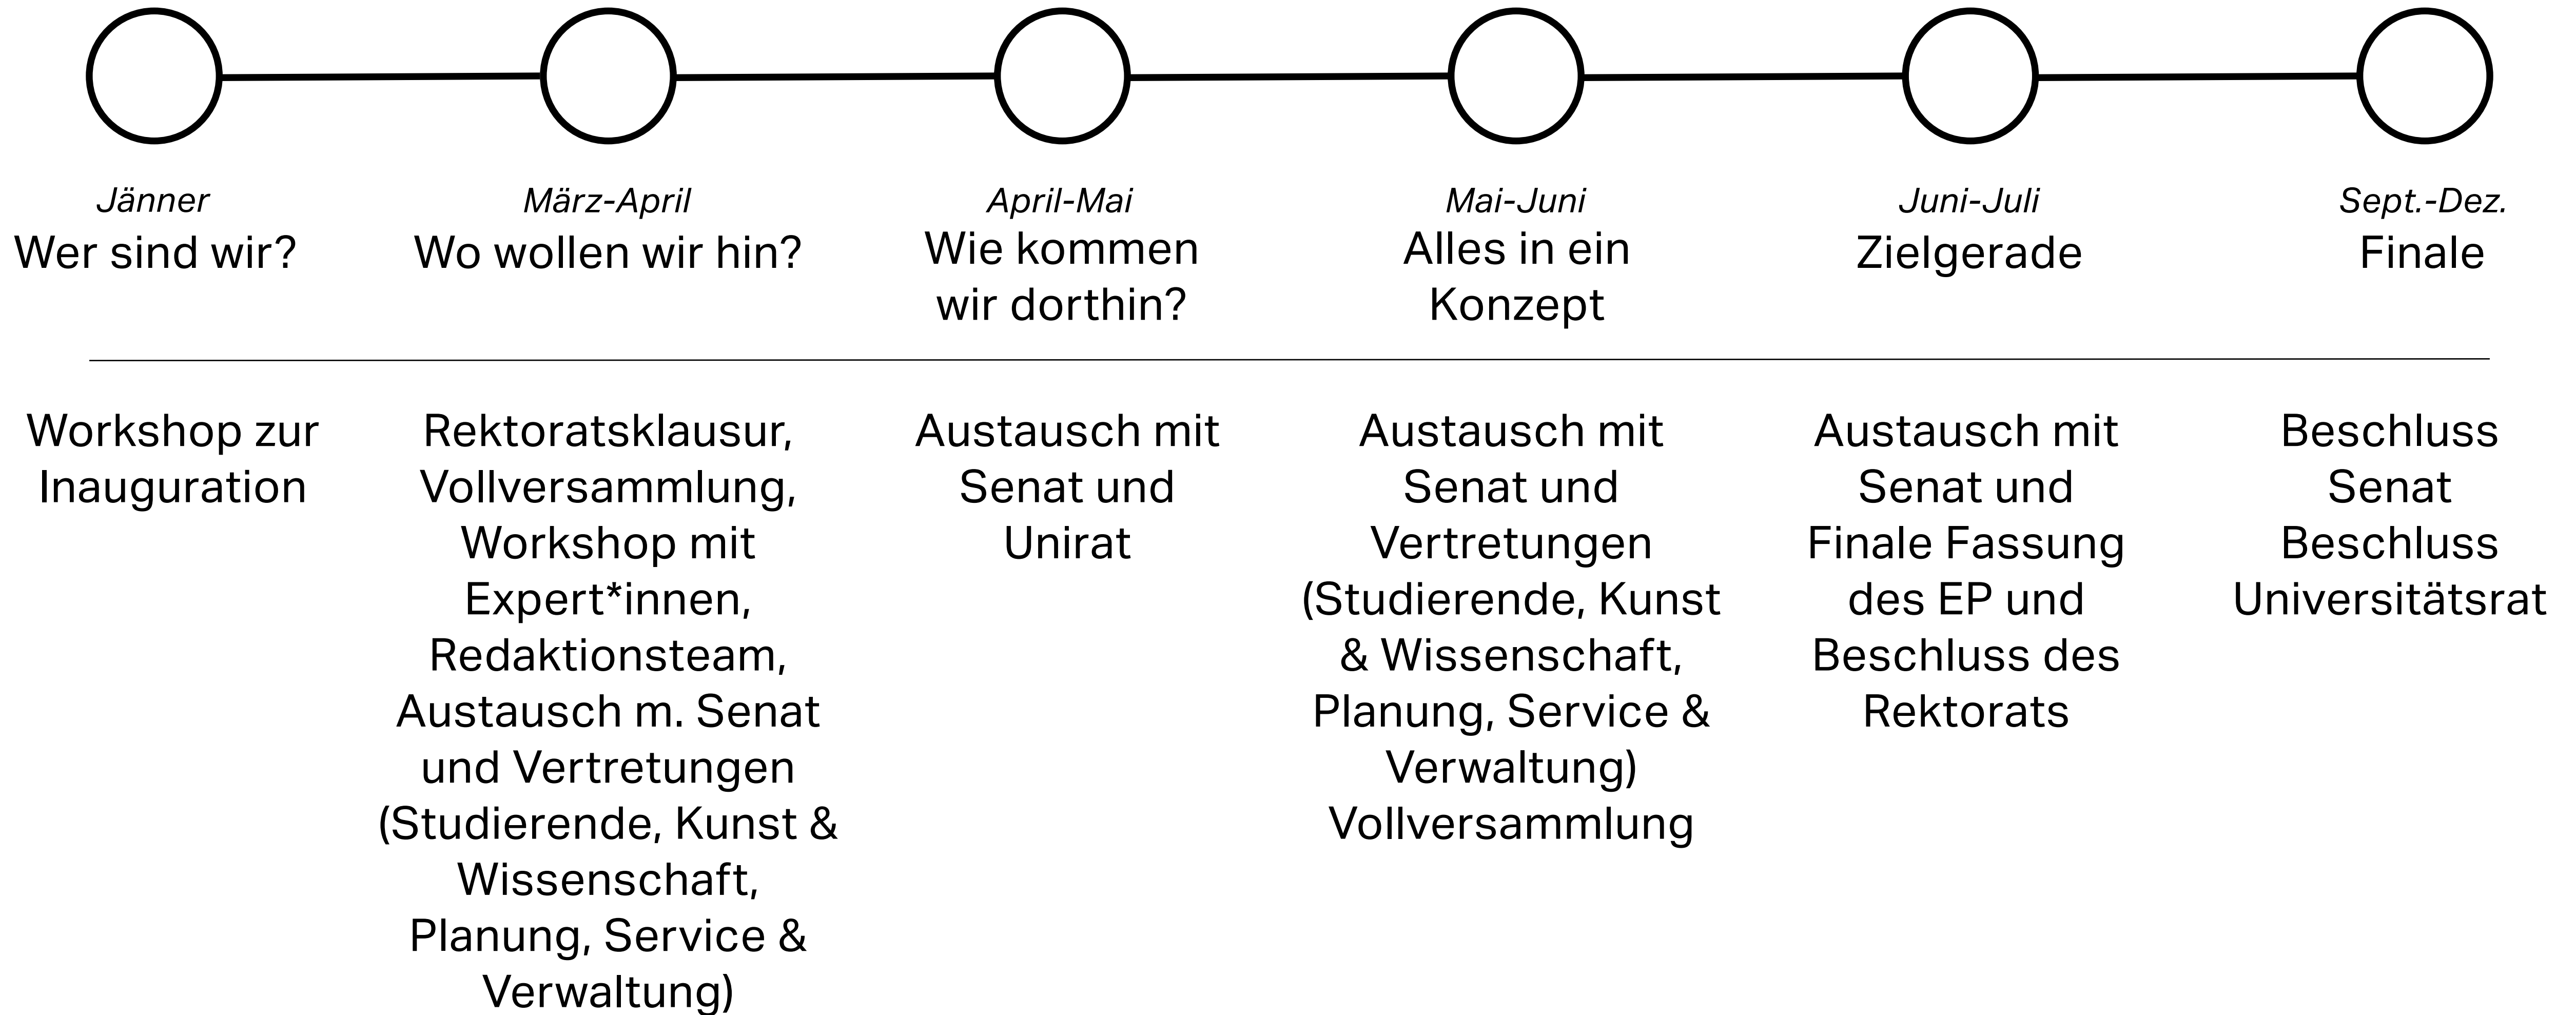 Jänner
Wer sind wir?
März-April
Wo wollen wir hin?
April-Mai
Wie kommen
wir dorthin?
Mai-Juni
Alles in ein
Konzept
Juni-Juli
Zielgerade
Sept.-Dez.
Finale
Workshop zur
Inauguration
Rektoratsklausur,
Vollversammlung,
Workshop mit
Expert*innen,
Redaktionsteam,
Austausch m. Senat
und Vertretungen
(Studierende, Kunst &
Wissenschaft,
Planung, Service &
Verwaltung)
Austausch mit
Senat und
Unirat
Austausch mit
Senat und
Vertretungen
(Studierende, Kunst
& Wissenschaft,
Planung, Service &
Verwaltung)
Vollversammlung
Austausch mit
Senat und
Finale Fassung
des EP und
Beschluss des
Rektorats
Beschluss
Senat
Beschluss
Universitätsrat